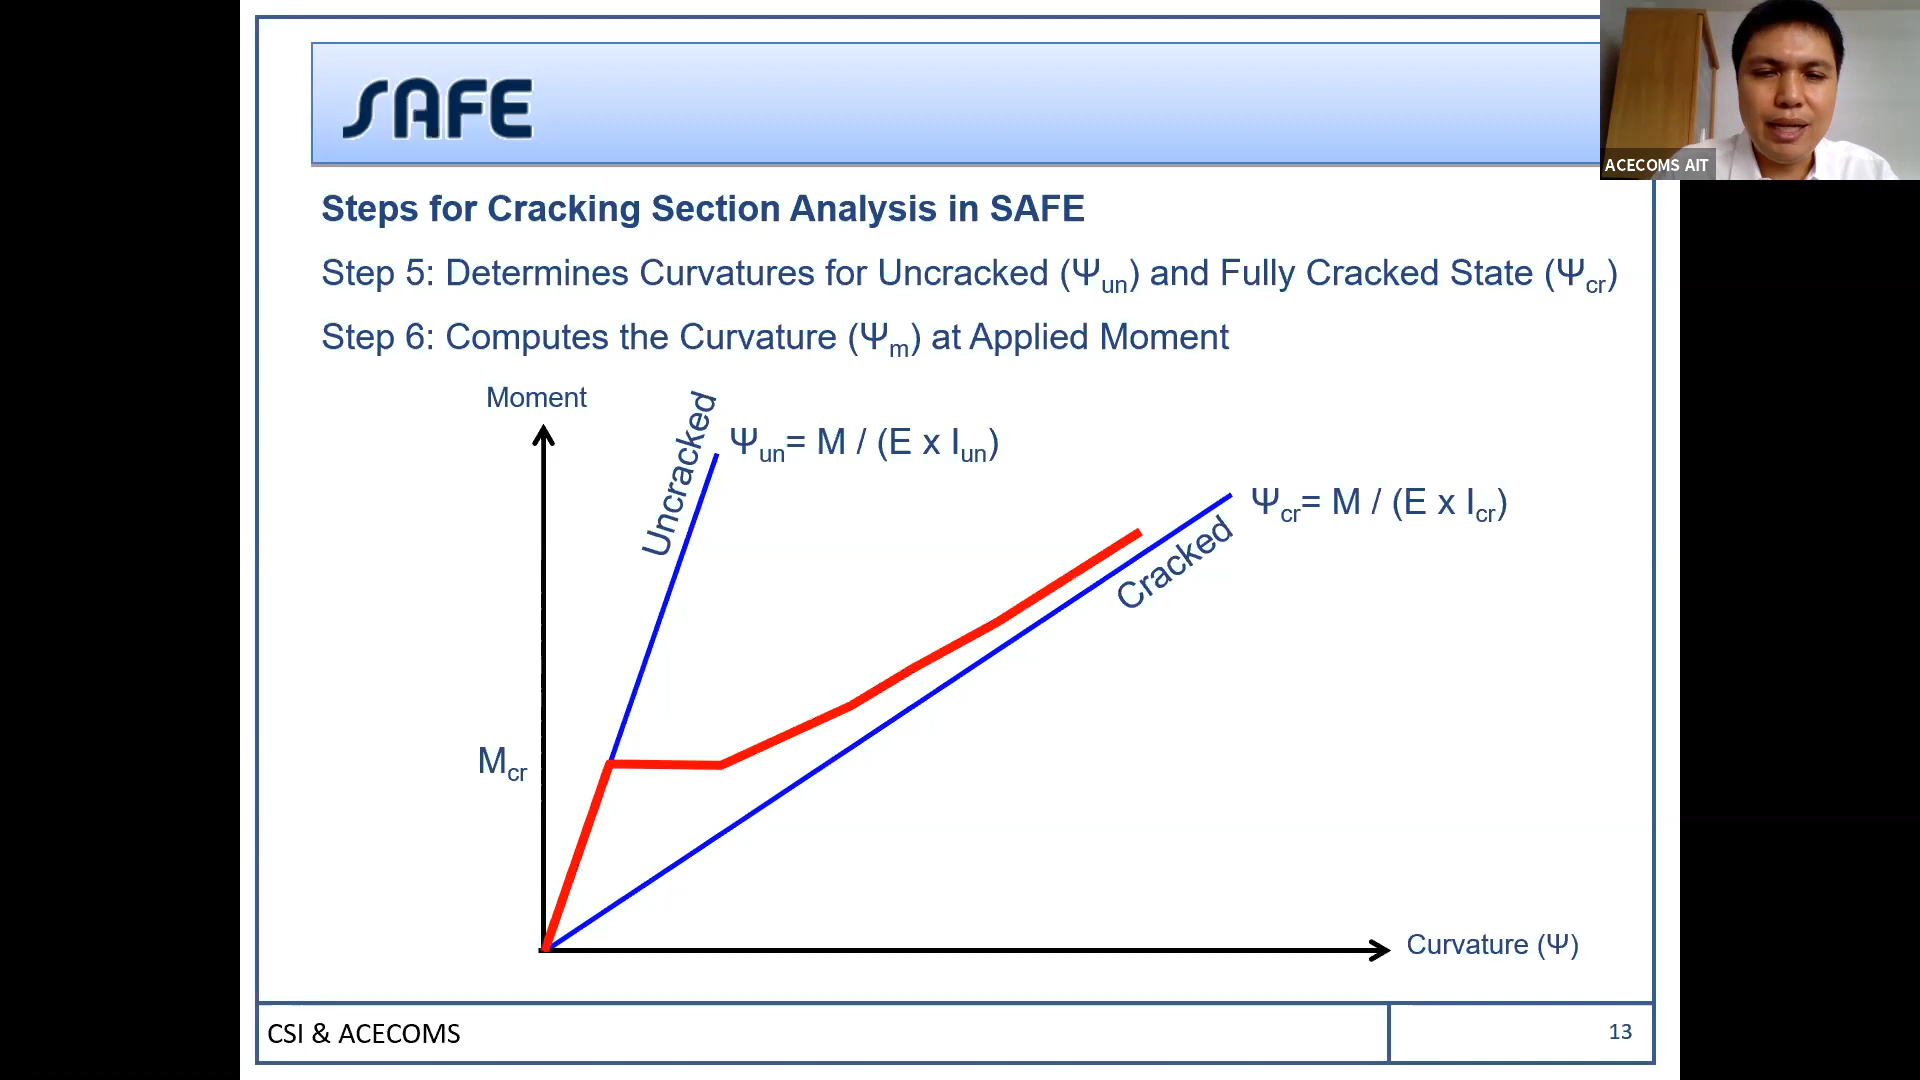 SAFE
ACECOMS AIT
Steps for Cracking Section Analysis in SAFE
Step 5: Determines Curvatures for Uncracked (Ψun) and Fully Cracked State (Ψcr)
Step 6: Computes the Curvature (Ψm) at Applied Moment
Moment
Uncracked
Ψun= M / (E x Iun)
Ψcr= M / (E x Icr)
Cracked
Mcr
Curvature (Ψ)
CSI & ACECOMS
13